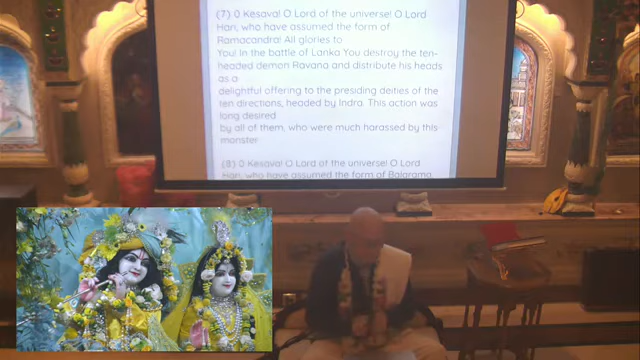 (7) O Kesava! O Lord of the universe! O Lord
Hari, who have assumed the form of
Ramacandra! All glories to
You! In the battle of Lanka You destroy the ten-
headed demon Ravana and distribute his heads
as a
delightful offering to the presiding deities of the
ten directions, headed by Indra. This action was
long desired
by all of them, who were much harassed by this
monster
(8) O Kesava! O Lord of the universe! O Lord
Hari, who have assumed the form of Balarama,